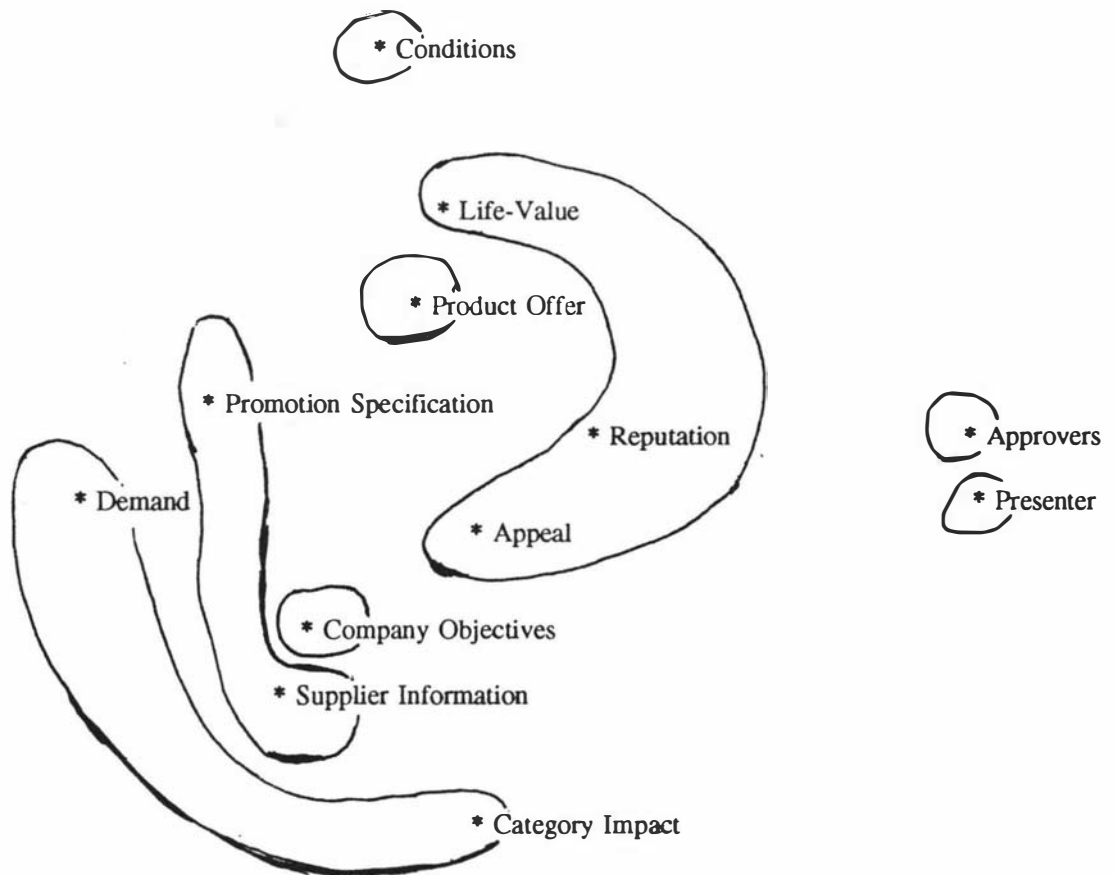 * Conditions
* Life-Value
* Product Offer
* Promotion Specification
* Reputation
* Approvers
* Demand
* Presenter
* Appeal
* Company Objectives
* Supplier Information
* Category Impact